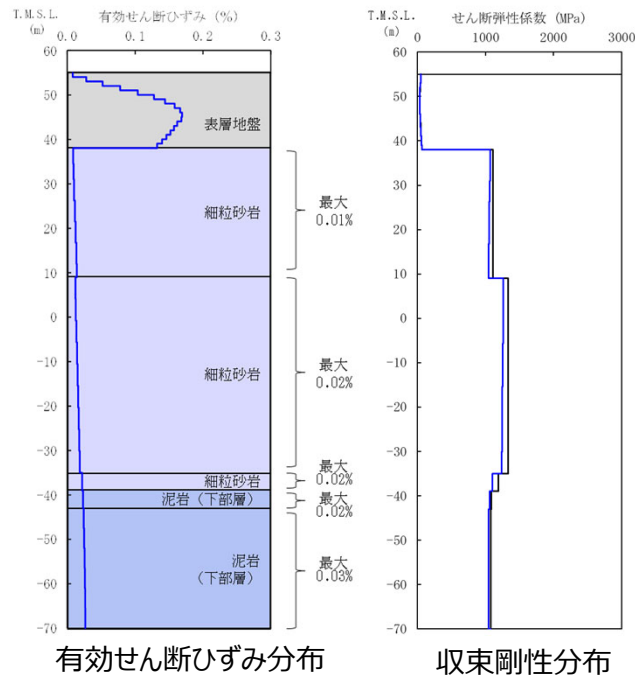 T.M.S.L.
(m)
有効せん断ひずみ (%)
0.0 0.1 0.2 0.3
60
50
40
30
20
10
0
-10
-20
-30
-40
-50
-60
-70
表層地盤
細粒砂岩
細粒砂岩
細粒砂岩
泥岩(下部層)
泥岩
(下部層)
最大
0.01%
最大
0.02%
最大
0.02%
最大
0.02%
最大
0.03%
有効せん断ひずみ分布
T.M.S.L.
(m)
せん断弾性係数 (MPa)
0 1000 2000 3000
60
50
40
30
20
10
0
-10
-20
-30
-40
-50
-60
-70
収束剛性分布